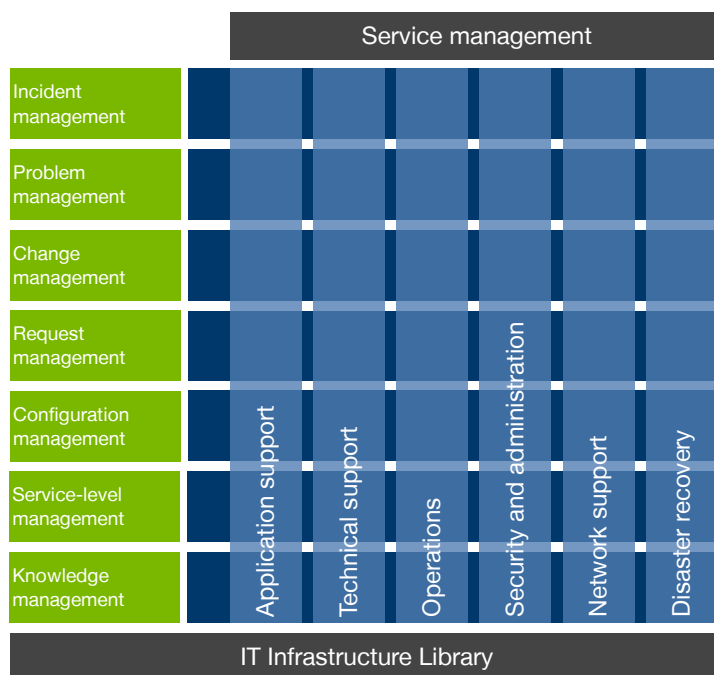 Service management
Incident
management
Problem
management
Change
management
Request
management
Configuration
management
Service-level
management
Knowledge
management
Application support
Technical support
Operations
Security and administration
Network support
Disaster recovery
IT Infrastructure Library